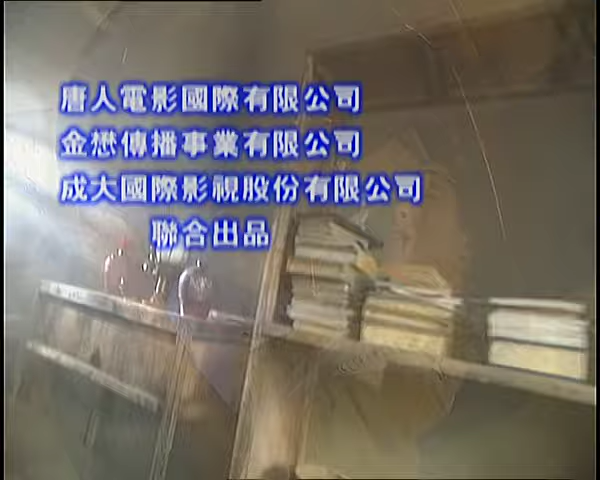 唐人電影國際有限公司
金懋傳播事業有限公司
成大國際影視股份有限公司
聯合出品